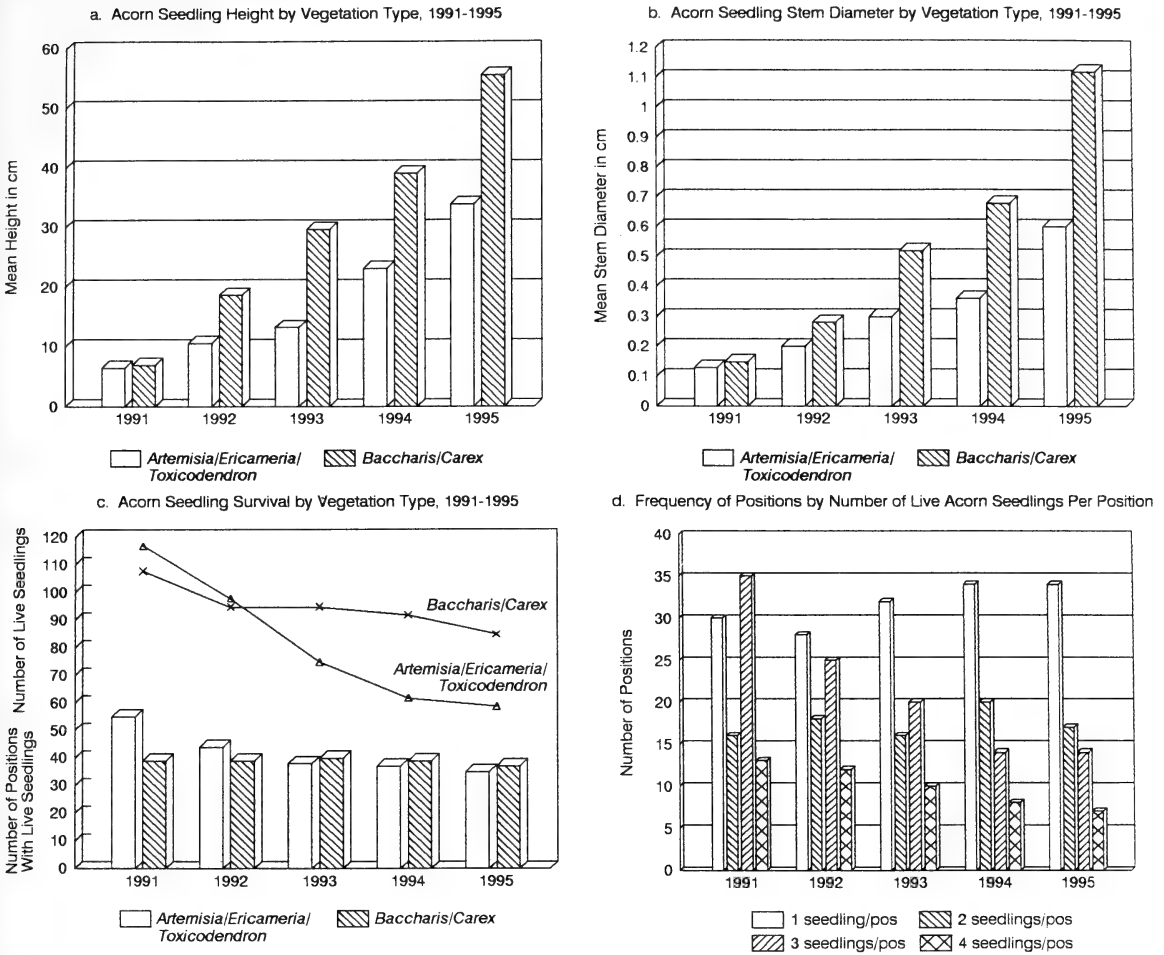 a. Acorn Seedling Height by Vegetation Type, 1991-1995
Mean Height in cm
60
50
40
30
20
10
0
1991 1992 1993 1994 1995
Artemisia/Ericameria/
Toxicodendron
Baccharis/Carex
b. Acorn Seedling Stem Diameter by Vegetation Type, 1991-1995
Mean Stem Diameter in cm
1.2
1.1
1
0.9
0.8
0.7
0.6
0.5
0.4
0.3
0.2
0.1
0
1991 1992 1993 1994 1995
Artemisia/Ericameria/
Toxicodendron
Baccharis/Carex
c. Acorn Seedling Survival by Vegetation Type, 1991-1995
Number of Live Seedlings
Number of Positions
With Live Seedlings
120
110
100
90
80
70
60
50
40
30
20
10
0
Baccharis/Carex
Artemisia/Ericameria/
Toxicodendron
1991 1992 1993 1994 1995
Artemisia/Ericameria/
Toxicodendron
Baccharis/Carex
d. Frequency of Positions by Number of Live Acorn Seedlings Per Position
Number of Positions
40
35
30
25
20
15
10
5
0
1991 1992 1993 1994 1995
1 seedling/pos 2 seedlings/pos
3 seedlings/pos 4 seedlings/pos